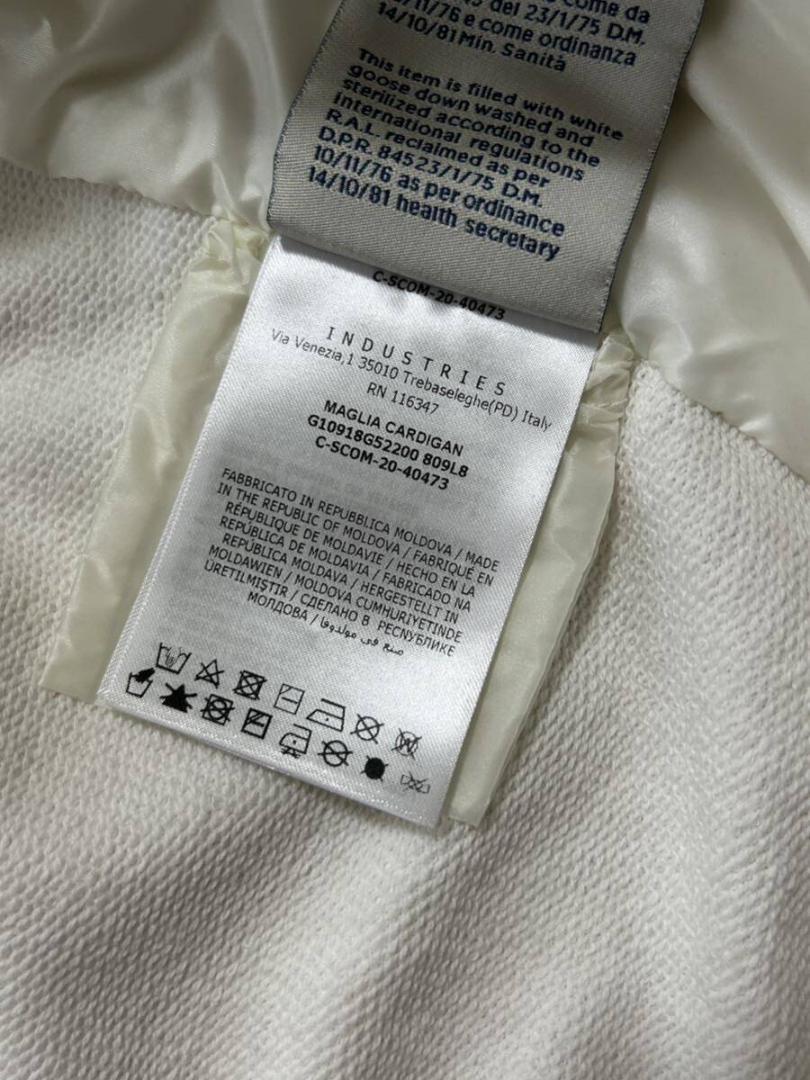 come da
del 23/1/75 D.M.
/11/76 e come ordinanza
14/10/81 Min. Sanità
This item is filled with white
goose down washed and
sterilized according to the
international regulations
R.A.L. reclaimed as per
D.P.R. 84523/1/75 D.M.
10/11/76 as per ordinance
14/10/81 health secretary
C-SCOM-20-40473
INDUSTRIES
Via Venezia,1 35010 Trebaseleghe(PD) Italy
RN 116347
MAGLIA CARDIGAN
G10918G52200 809L8
C-SCOM-20-40473
FABBRICATO IN REPUBBLICA MOLDOVA / MADE
IN THE REPUBLIC OF MOLDOVA / FABRIQUÉ EN
RÉPUBLIQUE DE MOLDAVIE / HECHO EN LA
REPÚBLICA DE MOLDAVIA / FABRICADO NA
REPÚBLICA MOLDAVA / HERGESTELLT IN
MOLDAWIEN / MOLDOVA CUMHURIYETINDE
ÜRETILMIŞTIR / СДЕЛАНО В РЕСПУБЛИКЕ
МОЛДОВА / صنع في مولدوفا